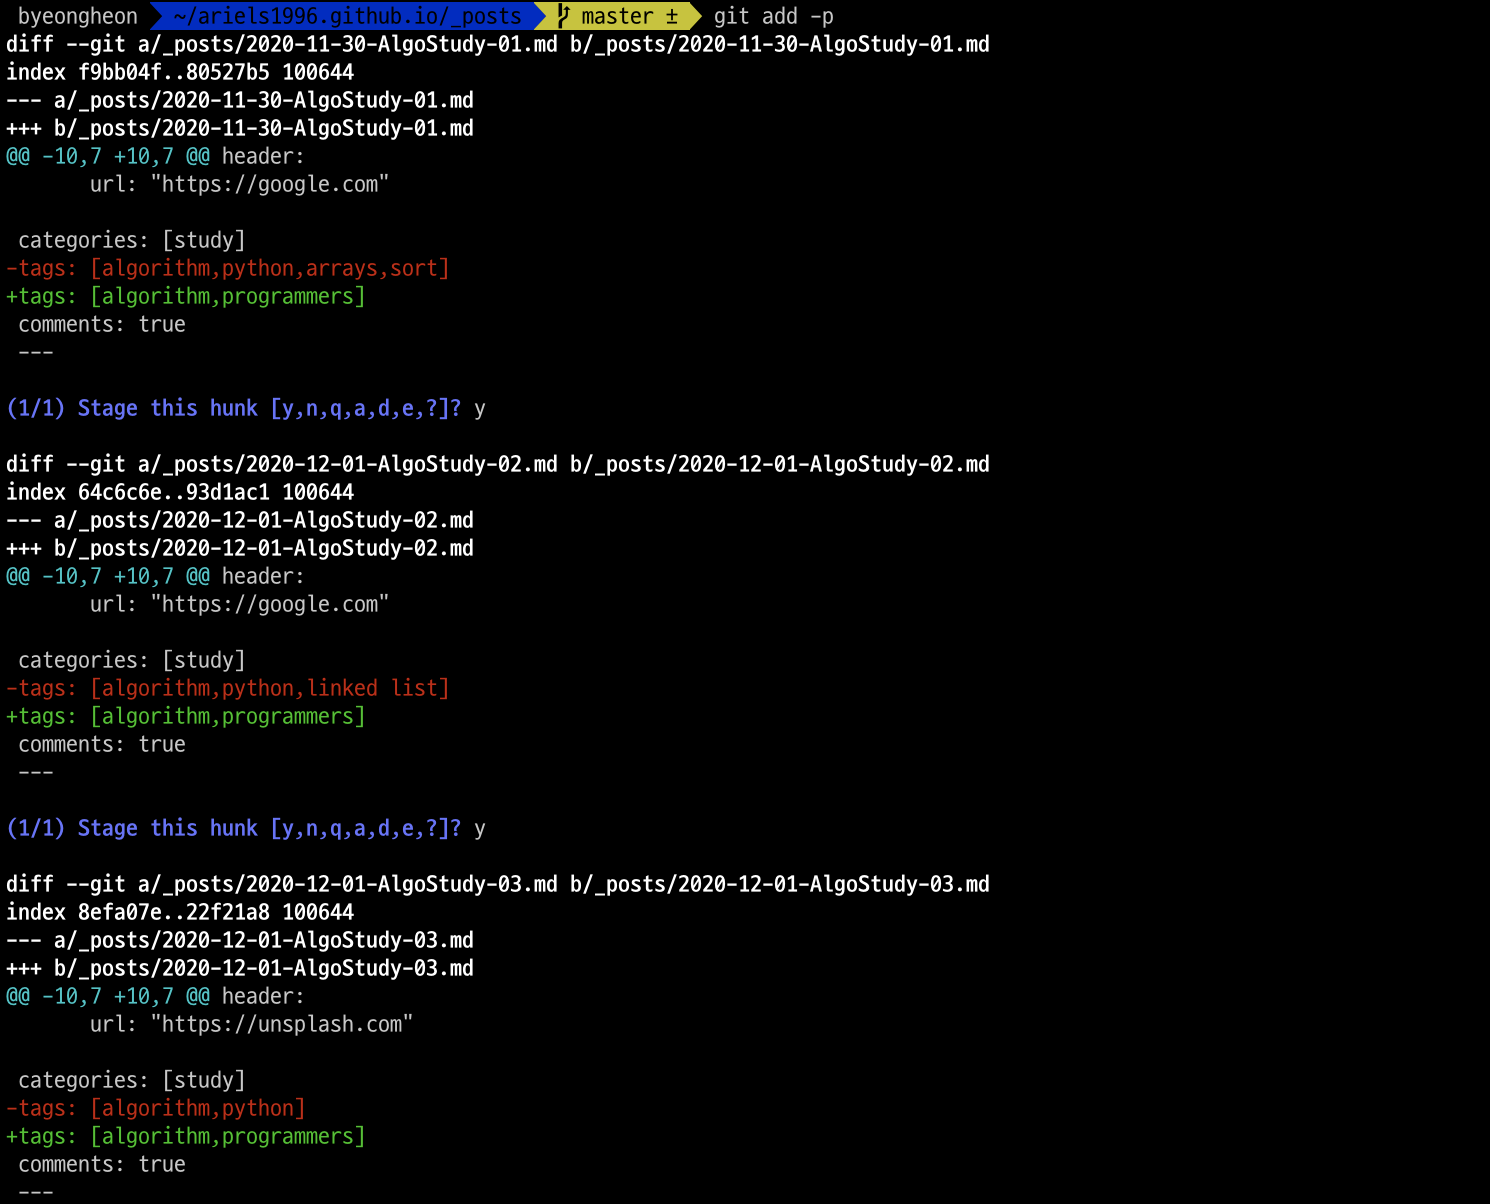 byeongheon ~/ariels1996.github.io/_posts master ± git add -p
diff --git a/_posts/2020-11-30-AlgoStudy-01.md b/_posts/2020-11-30-AlgoStudy-01.md
index f9bb04f..80527b5 100644
--- a/_posts/2020-11-30-AlgoStudy-01.md
+++ b/_posts/2020-11-30-AlgoStudy-01.md
@@ -10,7 +10,7 @@ header:
       url: "https://google.com"
 categories: [study]
-tags: [algorithm,python,arrays,sort]
+tags: [algorithm,programmers]
 comments: true
 ---
(1/1) Stage this hunk [y,n,q,a,d,e,?]? y
diff --git a/_posts/2020-12-01-AlgoStudy-02.md b/_posts/2020-12-01-AlgoStudy-02.md
index 64c6c6e..93d1ac1 100644
--- a/_posts/2020-12-01-AlgoStudy-02.md
+++ b/_posts/2020-12-01-AlgoStudy-02.md
@@ -10,7 +10,7 @@ header:
       url: "https://google.com"
 categories: [study]
-tags: [algorithm,python,linked list]
+tags: [algorithm,programmers]
 comments: true
 ---
(1/1) Stage this hunk [y,n,q,a,d,e,?]? y
diff --git a/_posts/2020-12-01-AlgoStudy-03.md b/_posts/2020-12-01-AlgoStudy-03.md
index 8efa07e..22f21a8 100644
--- a/_posts/2020-12-01-AlgoStudy-03.md
+++ b/_posts/2020-12-01-AlgoStudy-03.md
@@ -10,7 +10,7 @@ header:
       url: "https://unsplash.com"
 categories: [study]
-tags: [algorithm,python]
+tags: [algorithm,programmers]
 comments: true
 ---